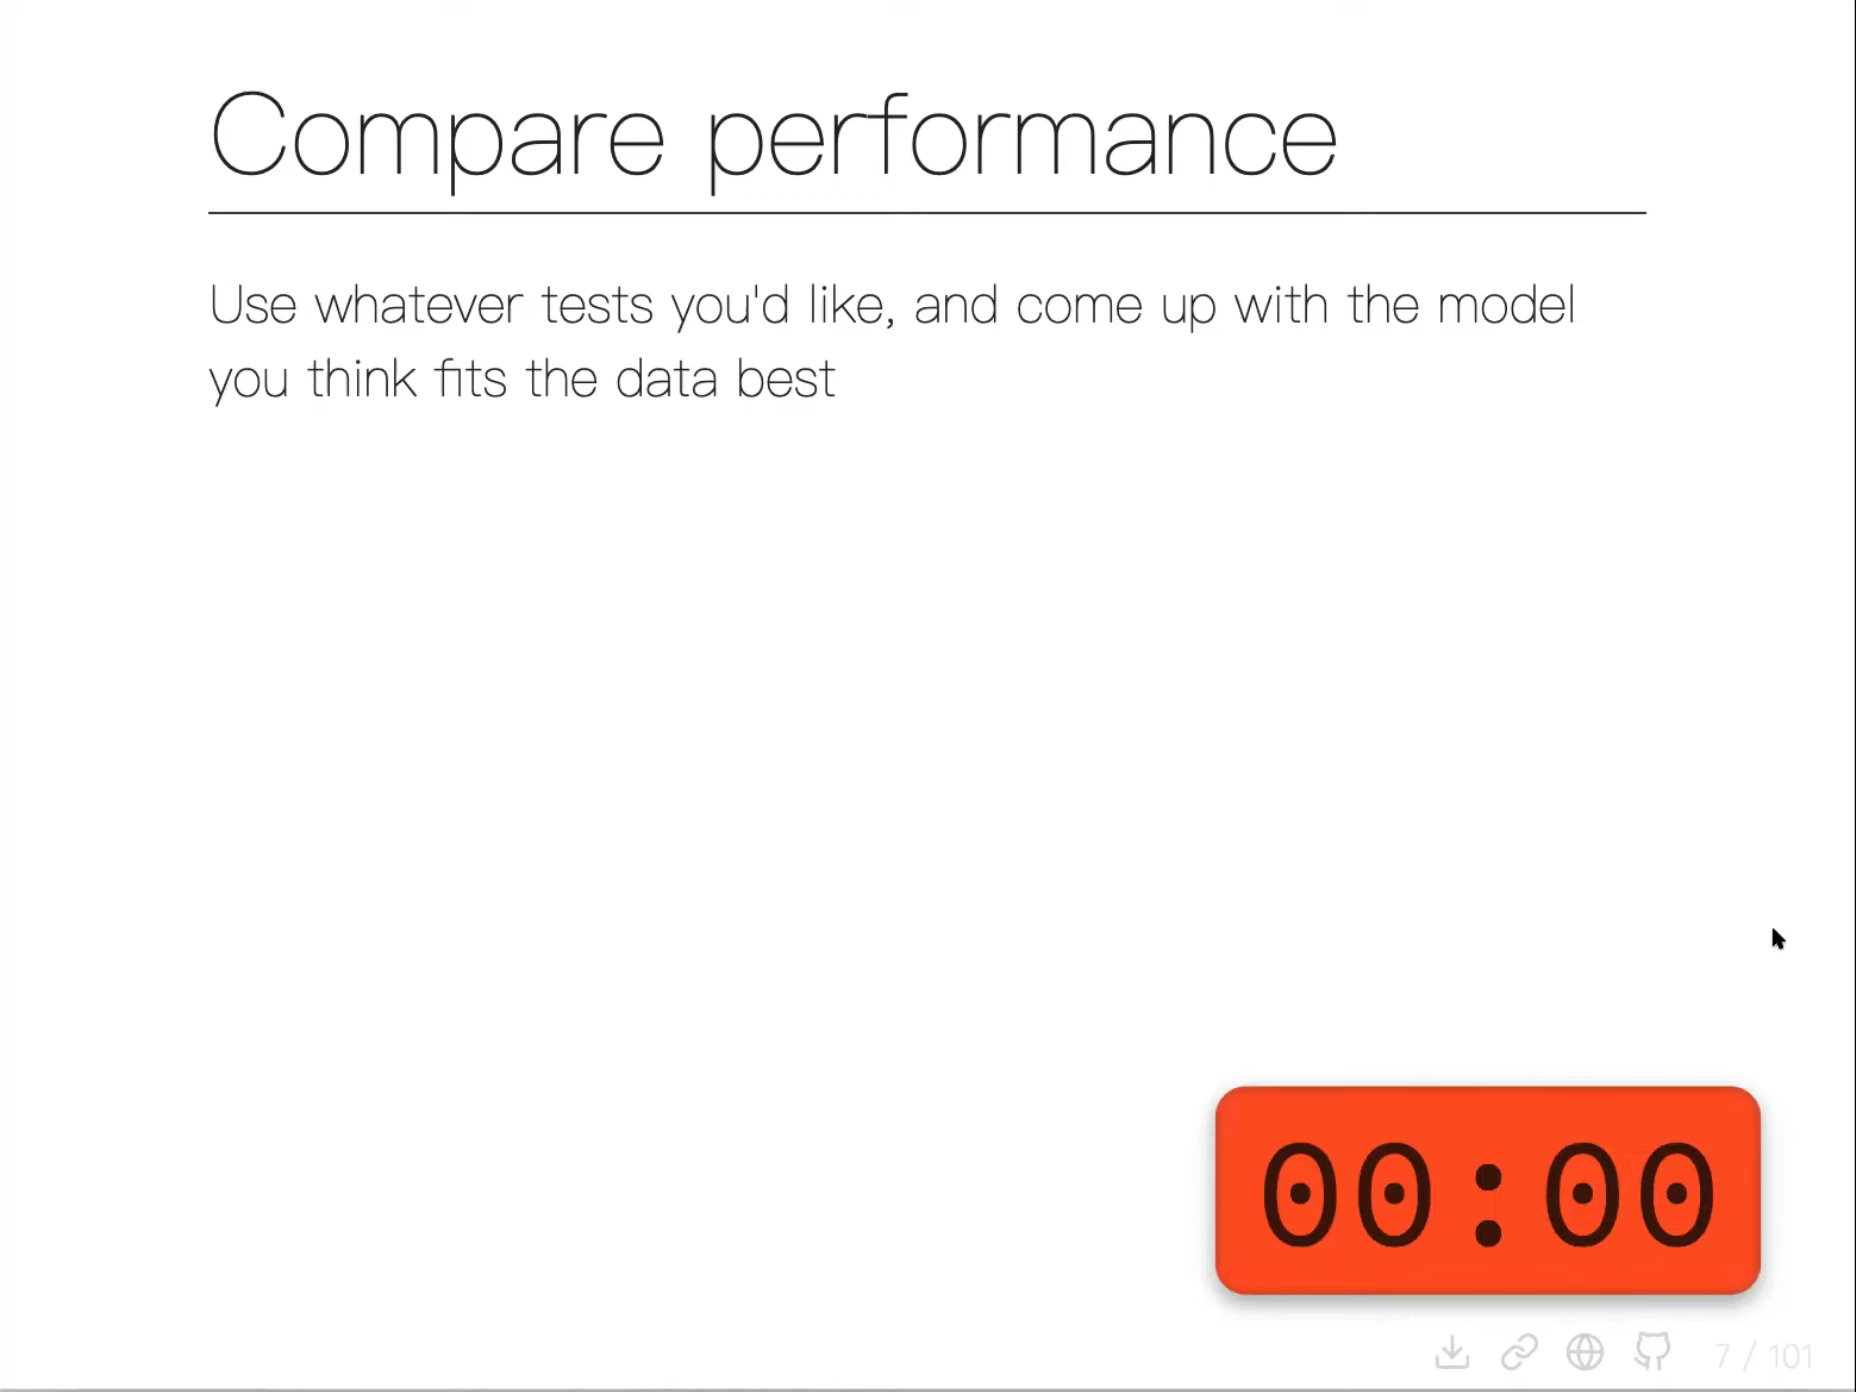 Compare performance
Use whatever tests you'd like, and come up with the model
you think fits the data best
00:00
7 / 101